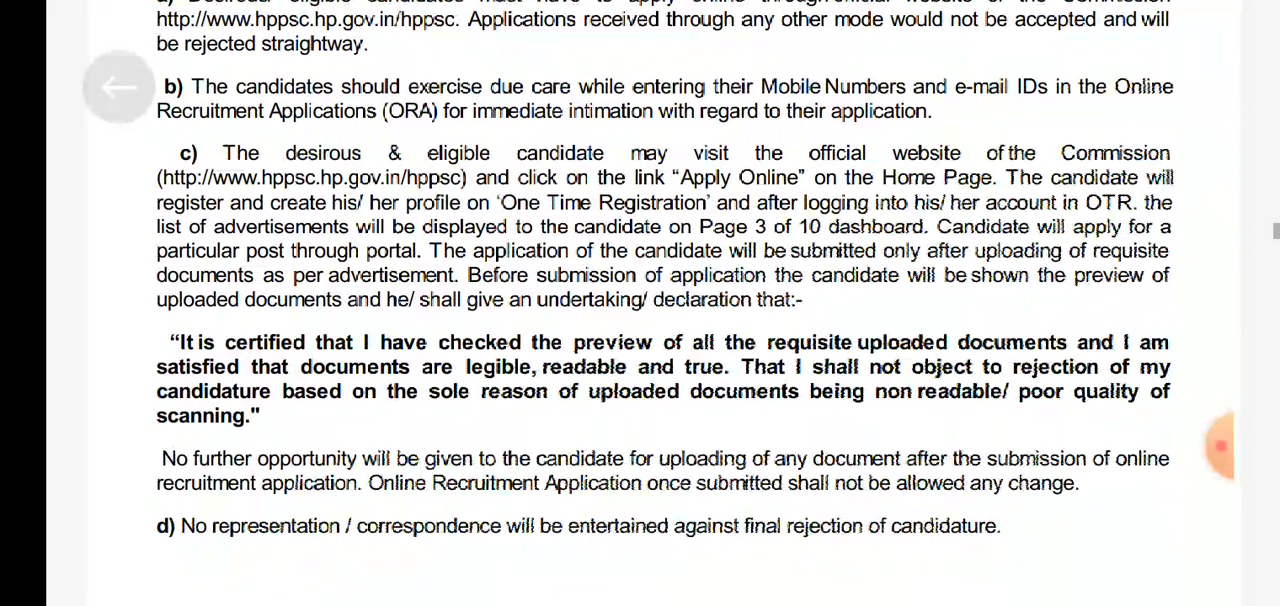 http://www.hppsc.hp.gov.in/hppsc. Applications received through any other mode would not be accepted and will
be rejected straightway.
b) The candidates should exercise due care while entering their Mobile Numbers and e-mail IDs in the Online
Recruitment Applications (ORA) for immediate intimation with regard to their application.
c) The desirous & eligible candidate may visit the official website of the Commission
(http://www.hppsc.hp.gov.in/hppsc) and click on the link “Apply Online” on the Home Page. The candidate will
register and create his/ her profile on ‘One Time Registration’ and after logging into his/ her account in OTR. the
list of advertisements will be displayed to the candidate on Page 3 of 10 dashboard. Candidate will apply for a
particular post through portal. The application of the candidate will be submitted only after uploading of requisite
documents as per advertisement. Before submission of application the candidate will be shown the preview of
uploaded documents and he/ shall give an undertaking/ declaration that:-
“It is certified that I have checked the preview of all the requisite uploaded documents and I am
satisfied that documents are legible, readable and true. That I shall not object to rejection of my
candidature based on the sole reason of uploaded documents being non readable/ poor quality of
scanning."
No further opportunity will be given to the candidate for uploading of any document after the submission of online
recruitment application. Online Recruitment Application once submitted shall not be allowed any change.
d) No representation / correspondence will be entertained against final rejection of candidature.